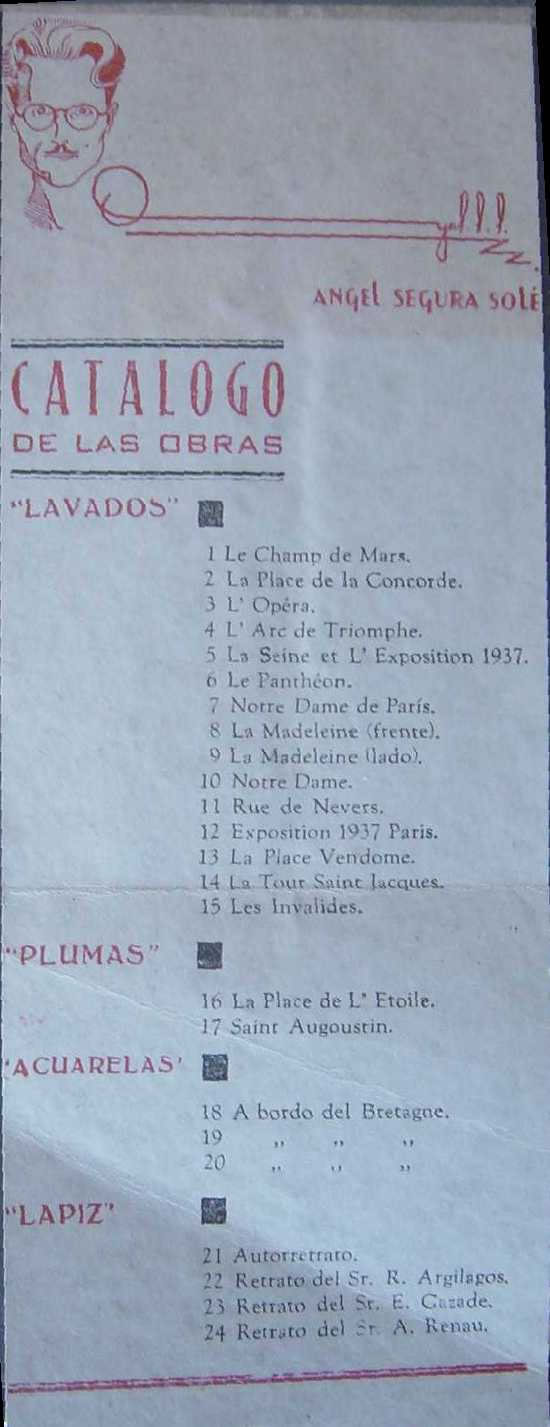 ANGEL SEGURA SOLÉ
CATALOGO
DE LAS OBRAS
"LAVADOS"
1 Le Champ de Mars.
2 La Place de la Concorde.
3 L' Opéra.
4 L' Arc de Triomphe.
5 La Seine et L' Exposition 1937.
6 Le Panthéon.
7 Notre Dame de París.
8 La Madeleine (frente).
9 La Madeleine (lado).
10 Notre Dame.
11 Rue de Nevers.
12 Exposition 1937 Paris.
13 La Place Vendome.
14 La Tour Saint Jacques.
15 Les Invalides.
"PLUMAS"
16 La Place de L' Etoile.
17 Saint Augoustin.
"ACUARELAS"
18 A bordo del Bretagne.
19 ,, ,, ,,
20 ,, ,, ,,
"LAPIZ"
21 Autorretrato.
22 Retrato del Sr. R. Argilagos.
23 Retrato del Sr. E. Cazade.
24 Retrato del Sr. A. Renau.